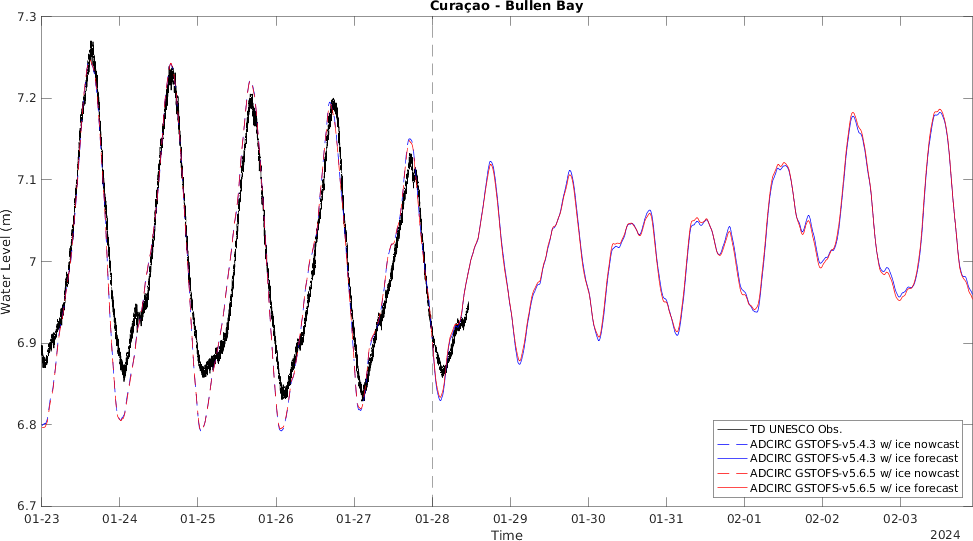 Curaçao - Bullen Bay
7.3
7.2
7.1
7
6.9
6.8
6.7
Water Level (m)
01-23 01-24 01-25 01-26 01-27 01-28 01-29 01-30 01-31 02-01 02-02 02-03
Time
2024
TD UNESCO Obs.
ADCIRC GSTOFS-v5.4.3 w/ ice nowcast
ADCIRC GSTOFS-v5.4.3 w/ ice forecast
ADCIRC GSTOFS-v5.6.5 w/ ice nowcast
ADCIRC GSTOFS-v5.6.5 w/ ice forecast